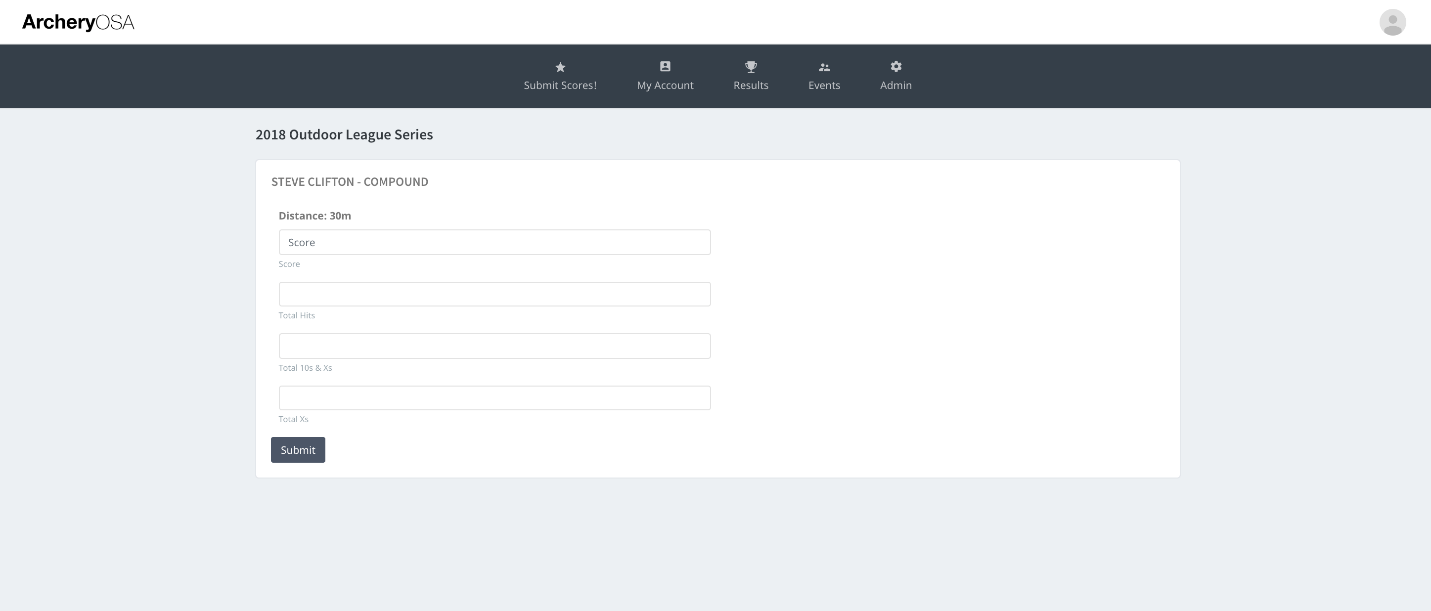 ArcheryOSA
Submit Scores! My Account Results Events Admin
2018 Outdoor League Series
STEVE CLIFTON - COMPOUND
Distance: 30m
Score
Score
Total Hits
Total 10s & Xs
Total Xs
Submit